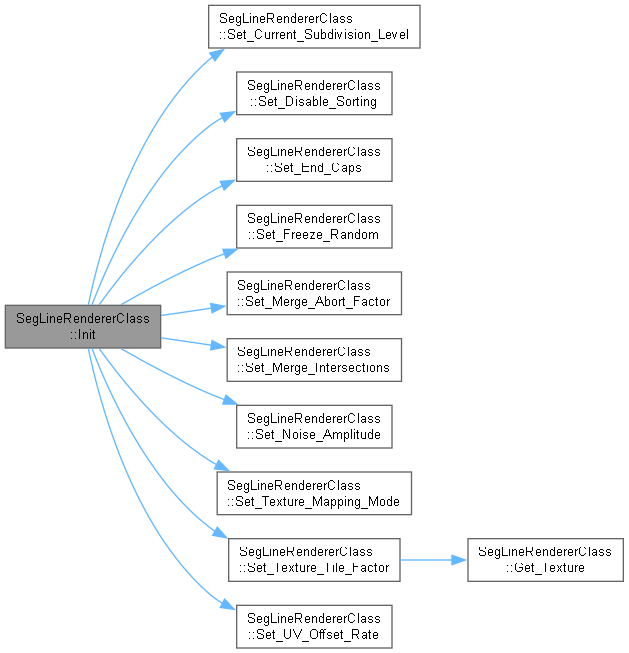 SegLineRendererClass
::Set_Current_Subdivision_Level
SegLineRendererClass
::Set_Disable_Sorting
SegLineRendererClass
::Set_End_Caps
SegLineRendererClass
::Set_Freeze_Random
SegLineRendererClass
::Set_Merge_Abort_Factor
SegLineRendererClass
::Init
SegLineRendererClass
::Set_Merge_Intersections
SegLineRendererClass
::Set_Noise_Amplitude
SegLineRendererClass
::Set_Texture_Mapping_Mode
SegLineRendererClass
::Set_Texture_Tile_Factor
SegLineRendererClass
::Get_Texture
SegLineRendererClass
::Set_UV_Offset_Rate